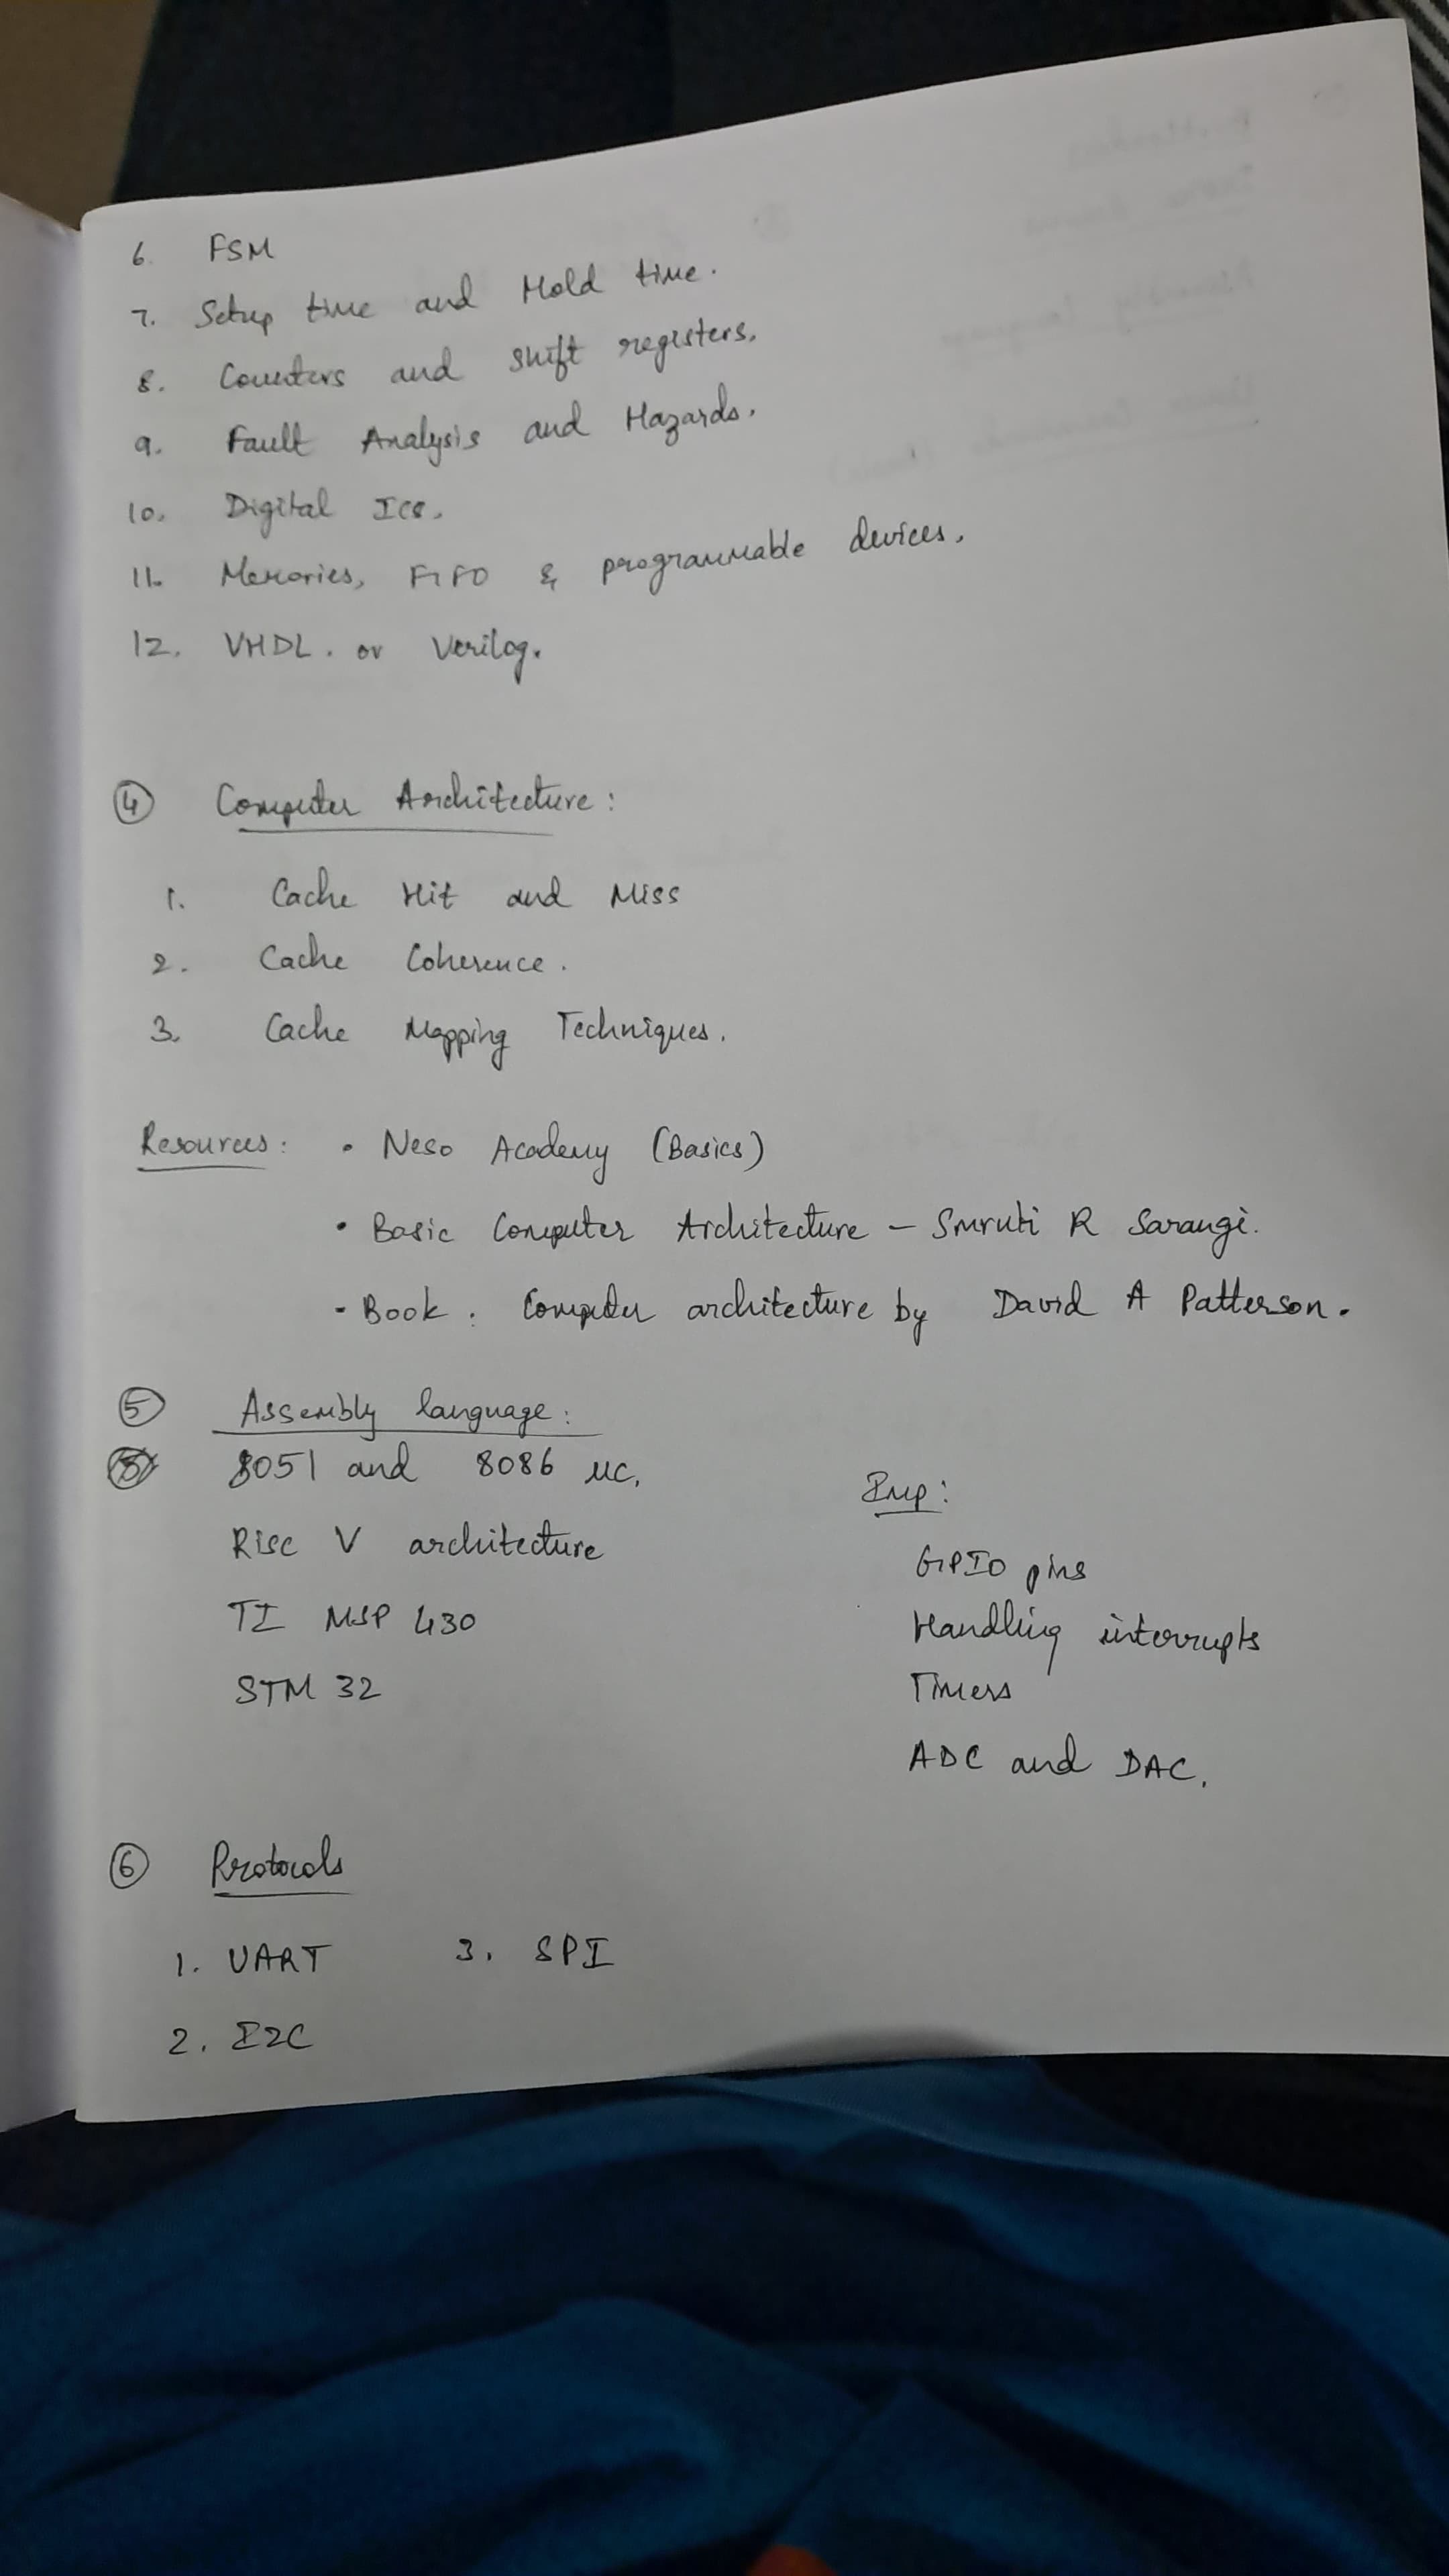 6. FSM
7. Setup time and Hold time.
8. Counters and shift registers.
9. Fault Analysis and Hazards.
10. Digital ICs.
11. Memories, FIFO & programmable devices.
12. VHDL. or Verilog.
④ Computer Architecture:
1. Cache Hit and Miss
2. Cache Coherence.
3. Cache Mapping Techniques.
Resources: • Neso Academy (Basics)
• Basic Computer Architecture - Smruti R Sarangi.
- Book. Computer architecture by David A Patterson.
⑤ Assembly language:
8051 and 8086 uc.
Risc V architecture
TI MSP 430
STM 32
Imp:
GPIO pins
Handling interrupts
Timers
ADC and DAC.
⑥ Protocols
1. UART 3. SPI
2. I2C